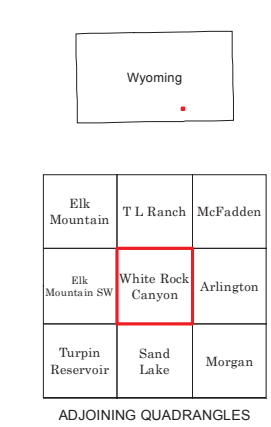 Wyoming
Elk
Mountain
T L Ranch
McFadden
Elk
Mountain SW
White Rock
Canyon
Arlington
Turpin
Reservoir
Sand
Lake
Morgan
ADJOINING QUADRANGLES